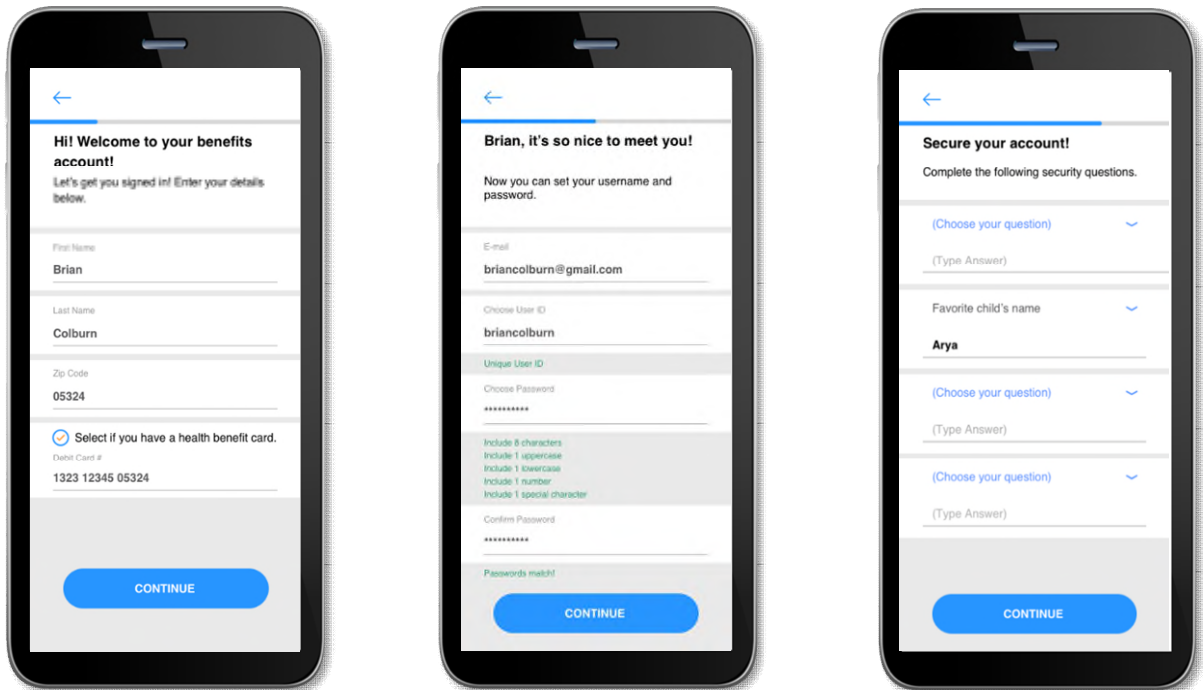 Hi! Welcome to your benefits
account!
Let's get you signed in! Enter your details
below.
First Name
Brian
Last Name
Colburn
Zip Code
05324
Select if you have a health benefit card.
Debit Card #
1323 12345 05324
CONTINUE
Brian, it's so nice to meet you!
Now you can set your username and
password.
E-mail
briancolburn@gmail.com
Choose User ID
briancolburn
Unique User ID
Choose Password
**********
Include 8 characters
Include 1 uppercase
Include 1 lowercase
Include 1 number
Include 1 special character
Confirm Password
**********
Passwords match!
CONTINUE
Secure your account!
Complete the following security questions.
(Choose your question)
(Type Answer)
Favorite child's name
Arya
(Choose your question)
(Type Answer)
(Choose your question)
(Type Answer)
CONTINUE